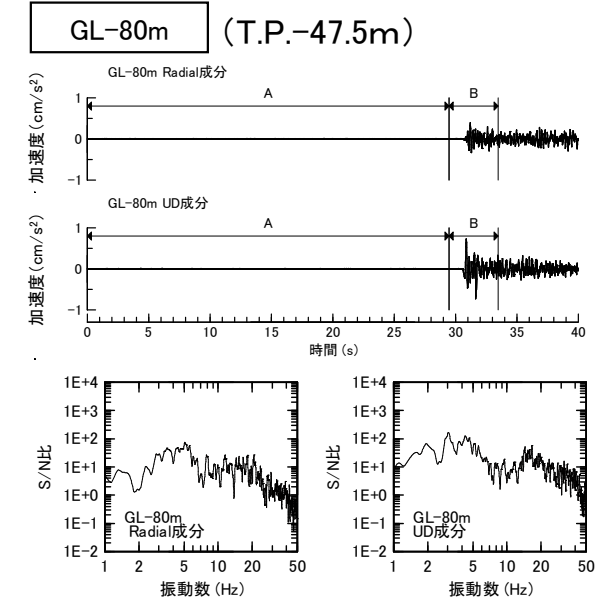 GL-80m (T.P.-47.5m)
GL-80m Radial成分
加速度(cm/s²)
1
0
-1
A B
GL-80m UD成分
加速度(cm/s²)
1
0
-1
A B
0 5 10 15 20 25 30 35 40
時間(s)
S/N比
1E+4
1E+3
1E+2
1E+1
1E+0
1E-1
1E-2
GL-80m
Radial成分
1 2 5 10 20 50
振動数(Hz)
S/N比
1E+4
1E+3
1E+2
1E+1
1E+0
1E-1
1E-2
GL-80m
UD成分
1 2 5 10 20 50
振動数(Hz)